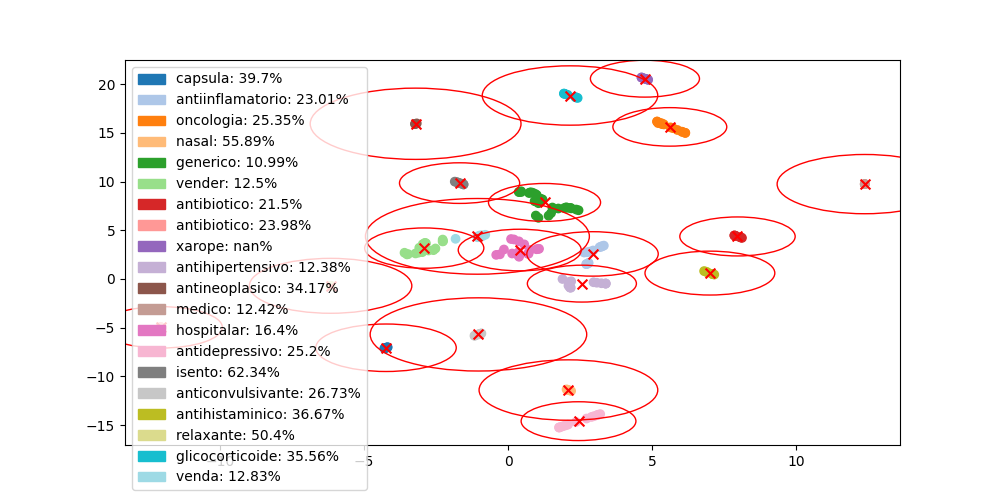 20
15
10
5
0
−5
−10
−15
capsula: 39.7%
antiinflamatorio: 23.01%
oncologia: 25.35%
nasal: 55.89%
generico: 10.99%
vender: 12.5%
antibiotico: 21.5%
antibiotico: 23.98%
xarope: nan%
antihipertensivo: 12.38%
antineoplasico: 34.17%
medico: 12.42%
hospitalar: 16.4%
antidepressivo: 25.2%
isento: 62.34%
anticonvulsivante: 26.73%
antihistaminico: 36.67%
relaxante: 50.4%
glicocorticoide: 35.56%
venda: 12.83%
−10 −5 0 5 10